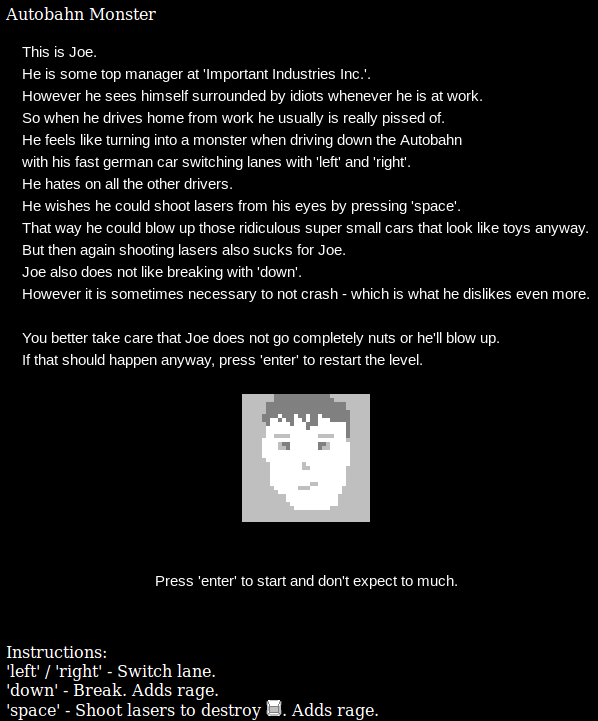 Autobahn Monster
This is Joe.
He is some top manager at 'Important Industries Inc.'.
However he sees himself surrounded by idiots whenever he is at work.
So when he drives home from work he usually is really pissed of.
He feels like turning into a monster when driving down the Autobahn
with his fast german car switching lanes with 'left' and 'right'.
He hates on all the other drivers.
He wishes he could shoot lasers from his eyes by pressing 'space'.
That way he could blow up those ridiculous super small cars that look like toys anyway.
But then again shooting lasers also sucks for Joe.
Joe also does not like breaking with 'down'.
However it is sometimes necessary to not crash - which is what he dislikes even more.
You better take care that Joe does not go completely nuts or he'll blow up.
If that should happen anyway, press 'enter' to restart the level.
Press 'enter' to start and don't expect to much.
Instructions:
'left' / 'right' - Switch lane.
'down' - Break. Adds rage.
'space' - Shoot lasers to destroy . Adds rage.